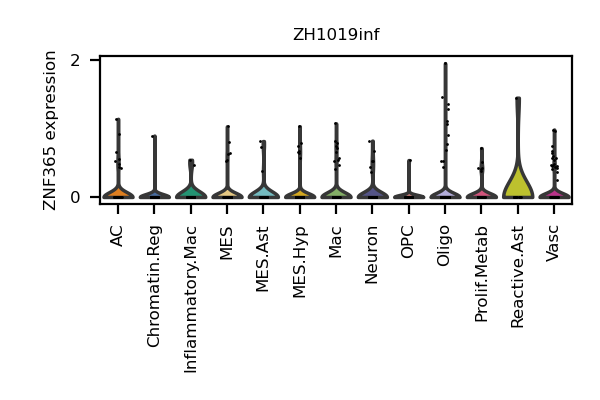 ZH1019inf
ZNF365 expression
2
0
AC
Chromatin.Reg
Inflammatory.Mac
MES
MES.Ast
MES.Hyp
Mac
Neuron
OPC
Oligo
Prolif.Metab
Reactive.Ast
Vasc